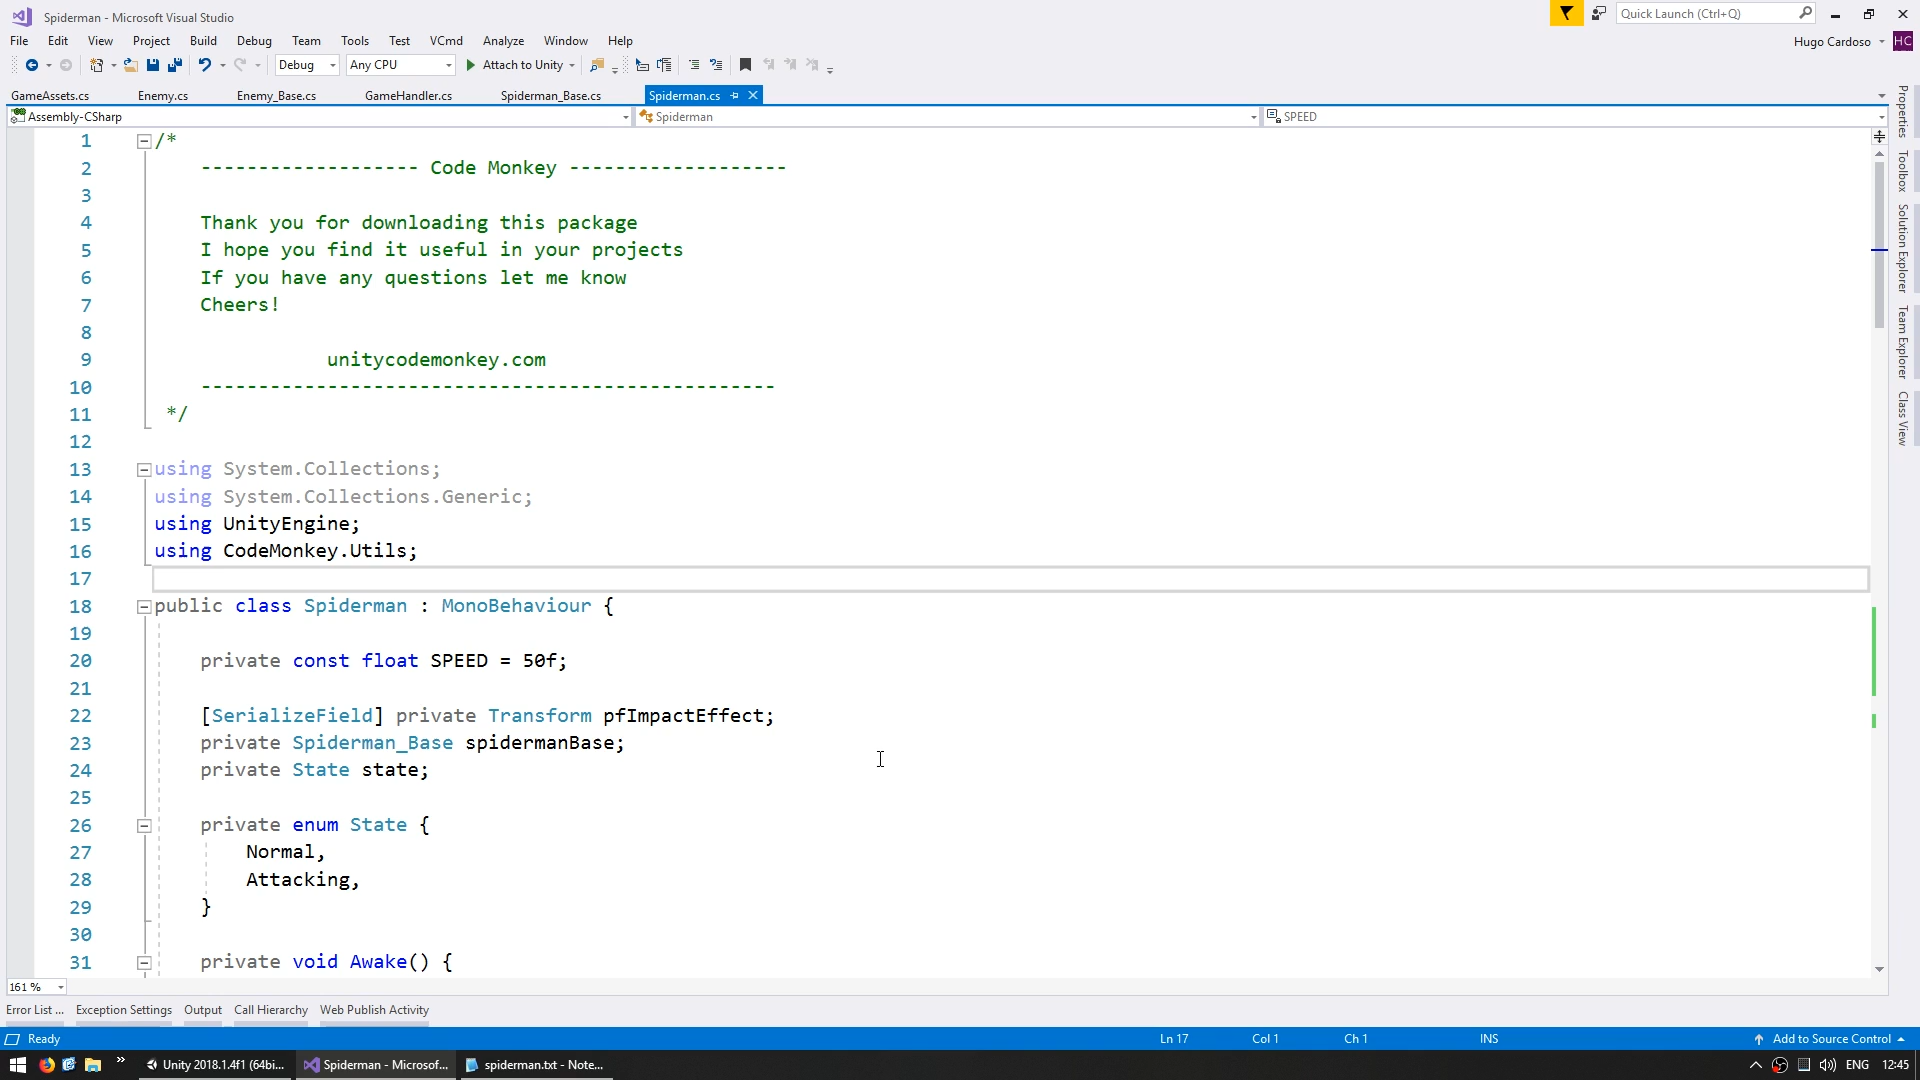 Spiderman - Microsoft Visual Studio
Quick Launch (Ctrl+Q)
File Edit View Project Build Debug Team Tools Test VCmd Analyze Window Help
Hugo Cardoso HC
Debug Any CPU Attach to Unity
GameAssets.cs Enemy.cs Enemy_Base.cs GameHandler.cs Spiderman_Base.cs Spiderman.cs
Assembly-CSharp Spiderman SPEED
1 /*
2 ------------------- Code Monkey -------------------
3
4 Thank you for downloading this package
5 I hope you find it useful in your projects
6 If you have any questions let me know
7 Cheers!
8
9 unitycodemonkey.com
10 --------------------------------------------------
11 */
12
13 using System.Collections;
14 using System.Collections.Generic;
15 using UnityEngine;
16 using CodeMonkey.Utils;
17
18 public class Spiderman : MonoBehaviour {
19
20 private const float SPEED = 50f;
21
22 [SerializeField] private Transform pfImpactEffect;
23 private Spiderman_Base spidermanBase;
24 private State state;
25
26 private enum State {
27 Normal,
28 Attacking,
29 }
30
31 private void Awake() {
Properties
Toolbox
Solution Explorer
Team Explorer
Class View
161 %
Error List ... Exception Settings Output Call Hierarchy Web Publish Activity
Ready Ln 17 Col 1 Ch 1 INS Add to Source Control
» Unity 2018.1.4f1 (64bi... Spiderman - Microsof... spiderman.txt - Note... ENG 12:45